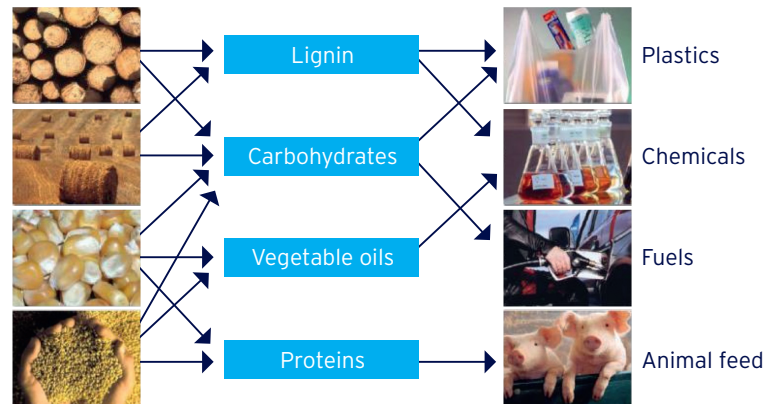 Lignin
Plastics
Carbohydrates
Chemicals
Vegetable oils
Fuels
Proteins
Animal feed